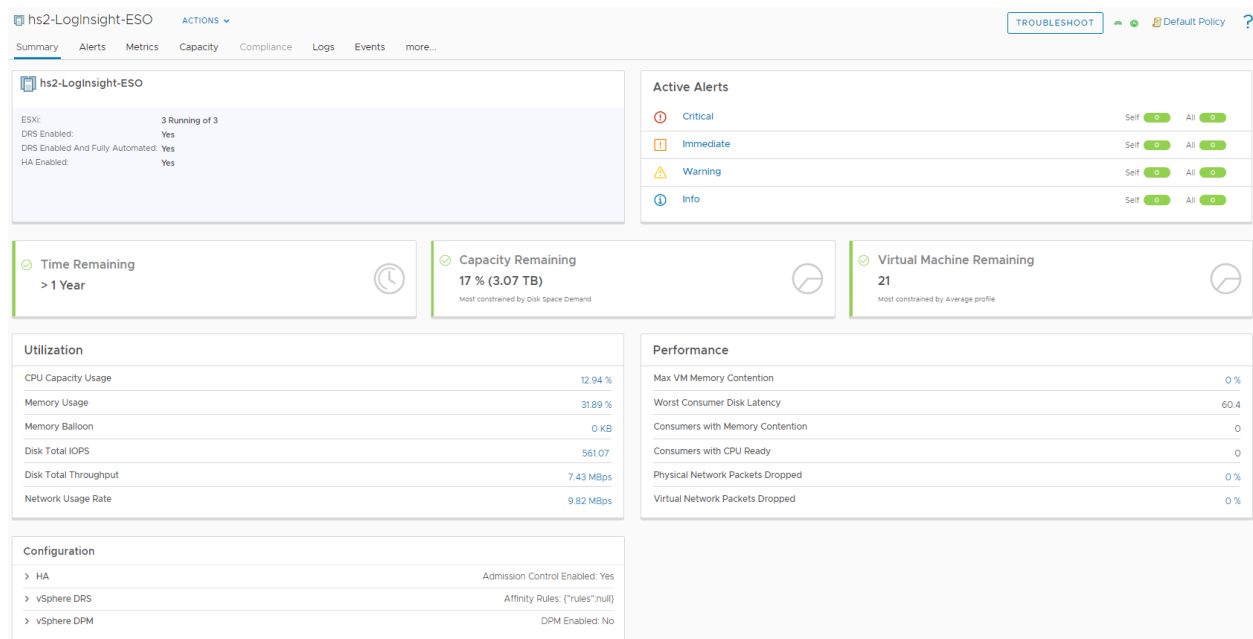 hs2-LogInsight-ESO ACTIONS TROUBLESHOOT Default Policy ?
Summary Alerts Metrics Capacity Compliance Logs Events more...
hs2-LogInsight-ESO
ESXi: 3 Running of 3
DRS Enabled: Yes
DRS Enabled And Fully Automated: Yes
HA Enabled: Yes
Active Alerts
Critical Self 0 All 0
Immediate Self 0 All 0
Warning Self 0 All 0
Info Self 0 All 0
Time Remaining
> 1 Year
Capacity Remaining
17 % (3.07 TB)
Most constrained by Disk Space Demand
Virtual Machine Remaining
21
Most constrained by Average profile
Utilization
CPU Capacity Usage 12.94 %
Memory Usage 31.89 %
Memory Balloon 0 KB
Disk Total IOPS 561.07
Disk Total Throughput 7.43 MBps
Network Usage Rate 9.82 MBps
Performance
Max VM Memory Contention 0 %
Worst Consumer Disk Latency 60.4
Consumers with Memory Contention 0
Consumers with CPU Ready 0
Physical Network Packets Dropped 0 %
Virtual Network Packets Dropped 0 %
Configuration
> HA Admission Control Enabled: Yes
> vSphere DRS Affinity Rules: {"rules":null}
> vSphere DPM DPM Enabled: No